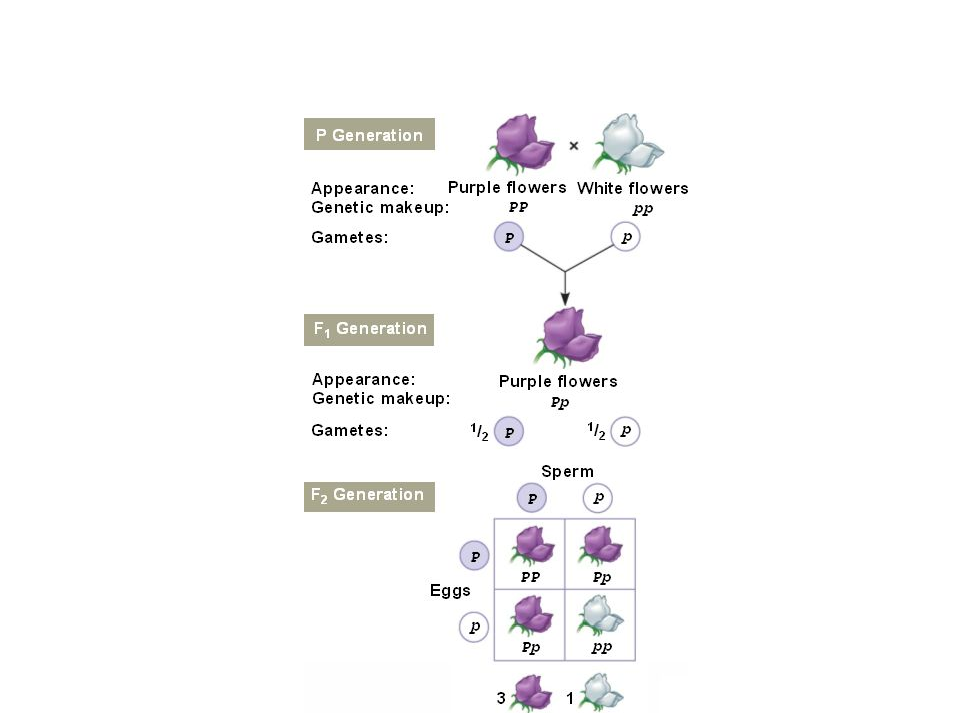 P Generation
×
Appearance: Purple flowers White flowers
Genetic makeup: PP pp
Gametes: P p
F1 Generation
Appearance: Purple flowers
Genetic makeup: Pp
Gametes: 1/2 P 1/2 p
Sperm
F2 Generation P p
P
PP Pp
Eggs
p
Pp pp
3 1